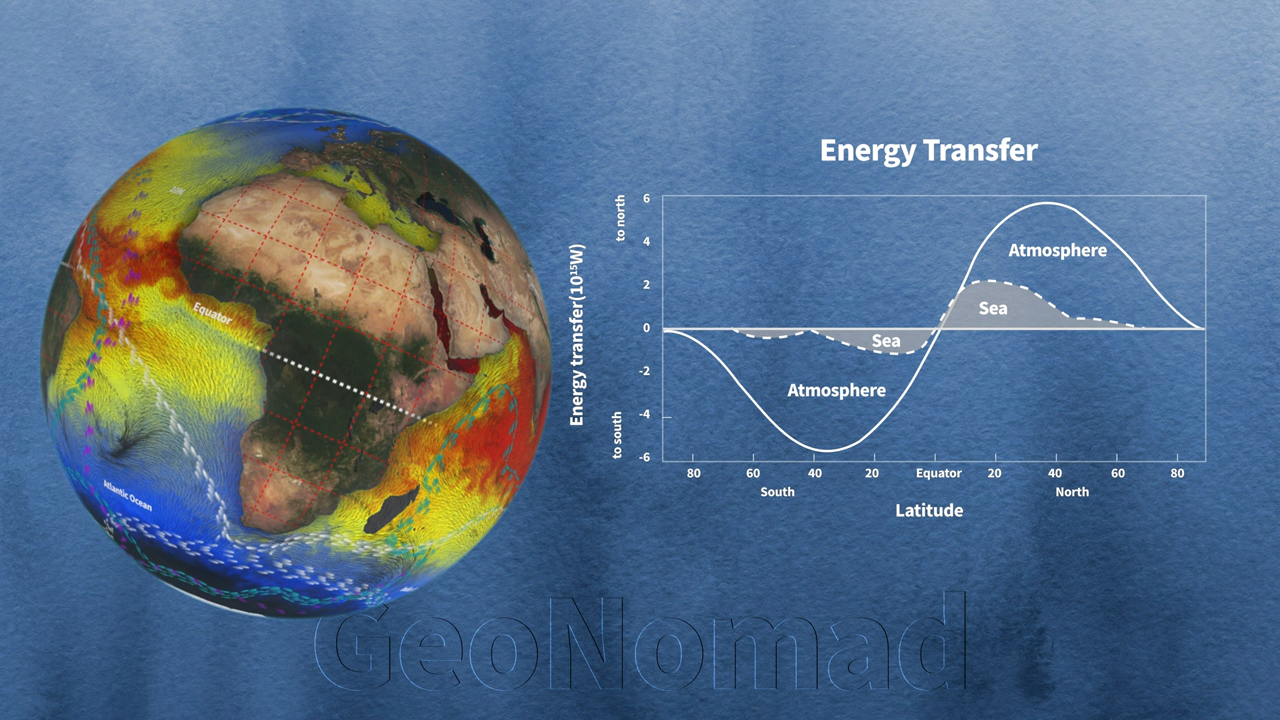 Energy Transfer
Energy transfer(10¹⁵W)
to north
to south
6
4
2
0
-2
-4
-6
Atmosphere
Sea
Sea
Atmosphere
80 60 40 20 Equator 20 40 60 80
South North
Latitude
Equator
Atlantic Ocean
GeoNomad